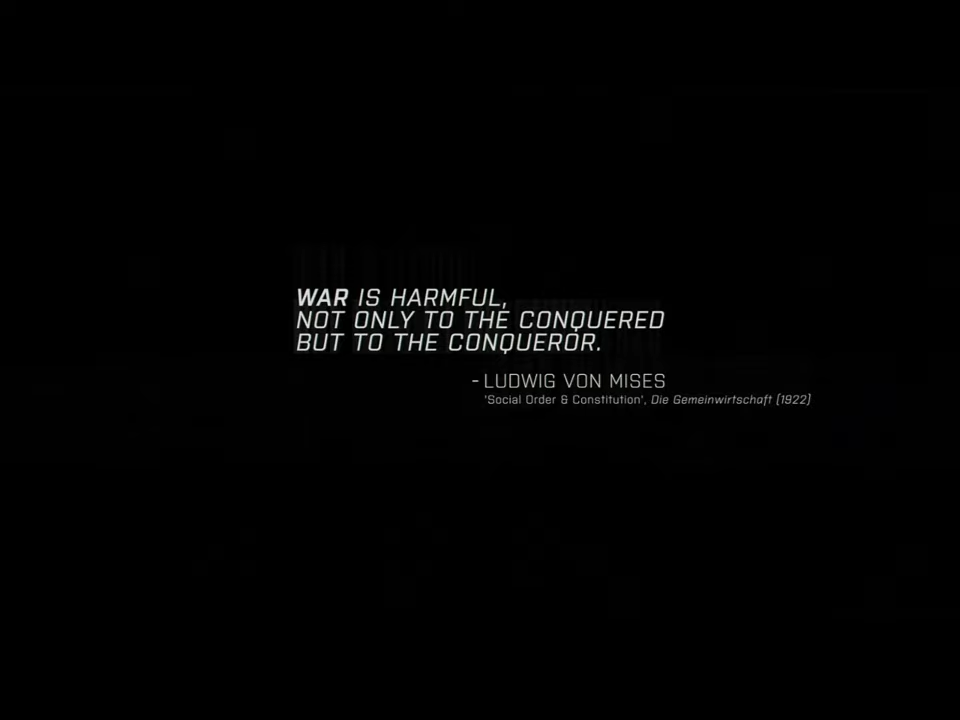 WAR IS HARMFUL,
NOT ONLY TO THE CONQUERED
BUT TO THE CONQUEROR.
- LUDWIG VON MISES
'Social Order & Constitution', Die Gemeinwirtschaft (1922)